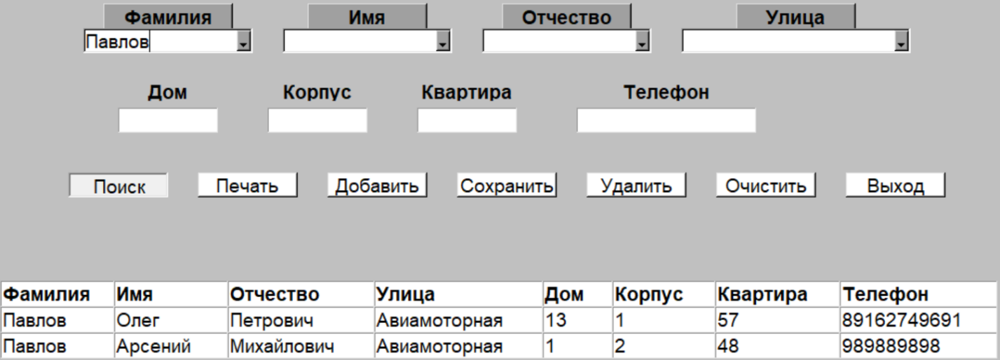 Фамилия Имя Отчество Улица
Павлов
Дом Корпус Квартира Телефон
Поиск Печать Добавить Сохранить Удалить Очистить Выход
Фамилия Имя Отчество Улица Дом Корпус Квартира Телефон
Павлов Олег Петрович Авиамоторная 13 1 57 89162749691
Павлов Арсений Михайлович Авиамоторная 1 2 48 989889898